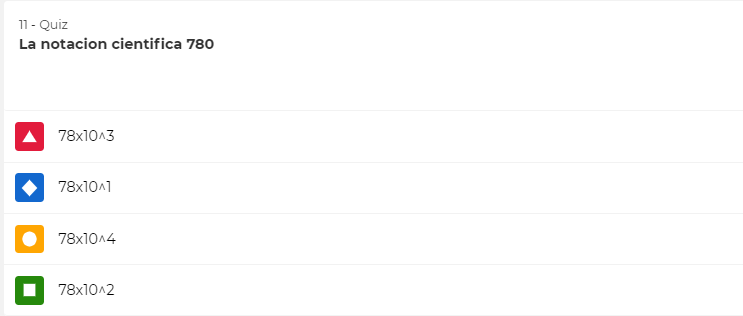 11 - Quiz
La notacion cientifica 780
78x10^3
78x10^1
78x10^4
78x10^2